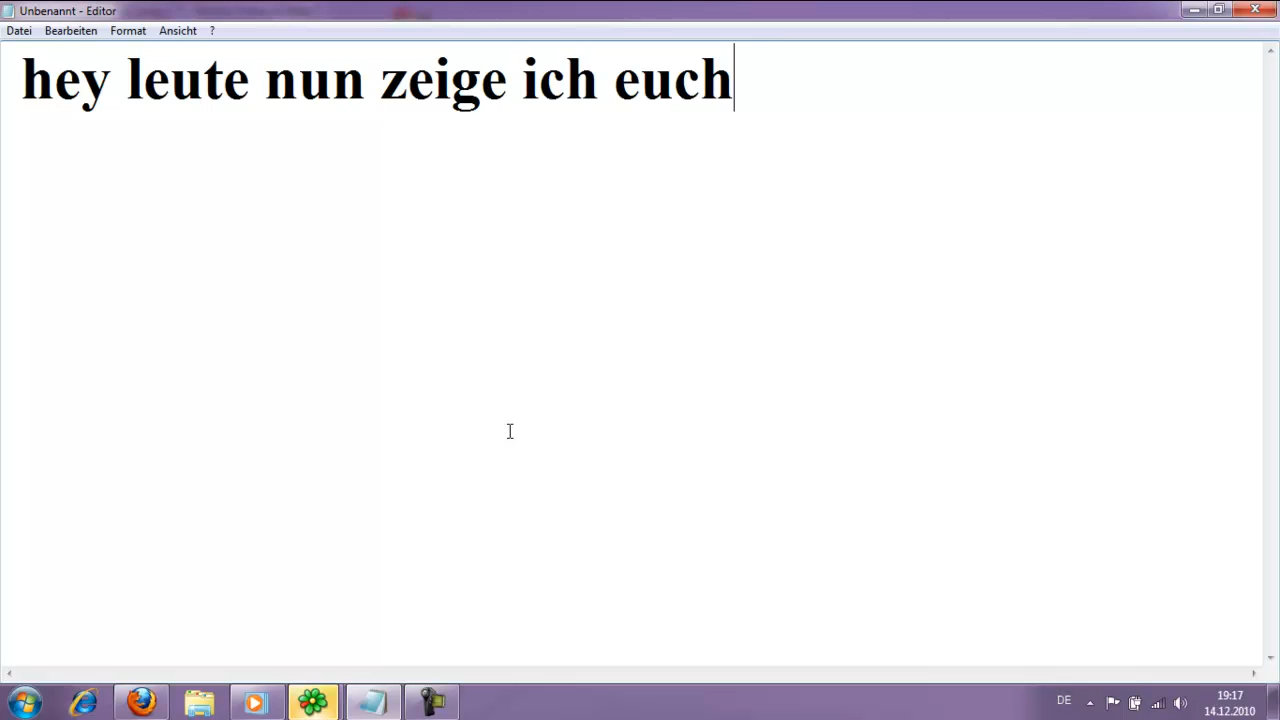 Unbenannt - Editor
Datei Bearbeiten Format Ansicht ?
hey leute nun zeige ich euch
DE
19:17
14.12.2010